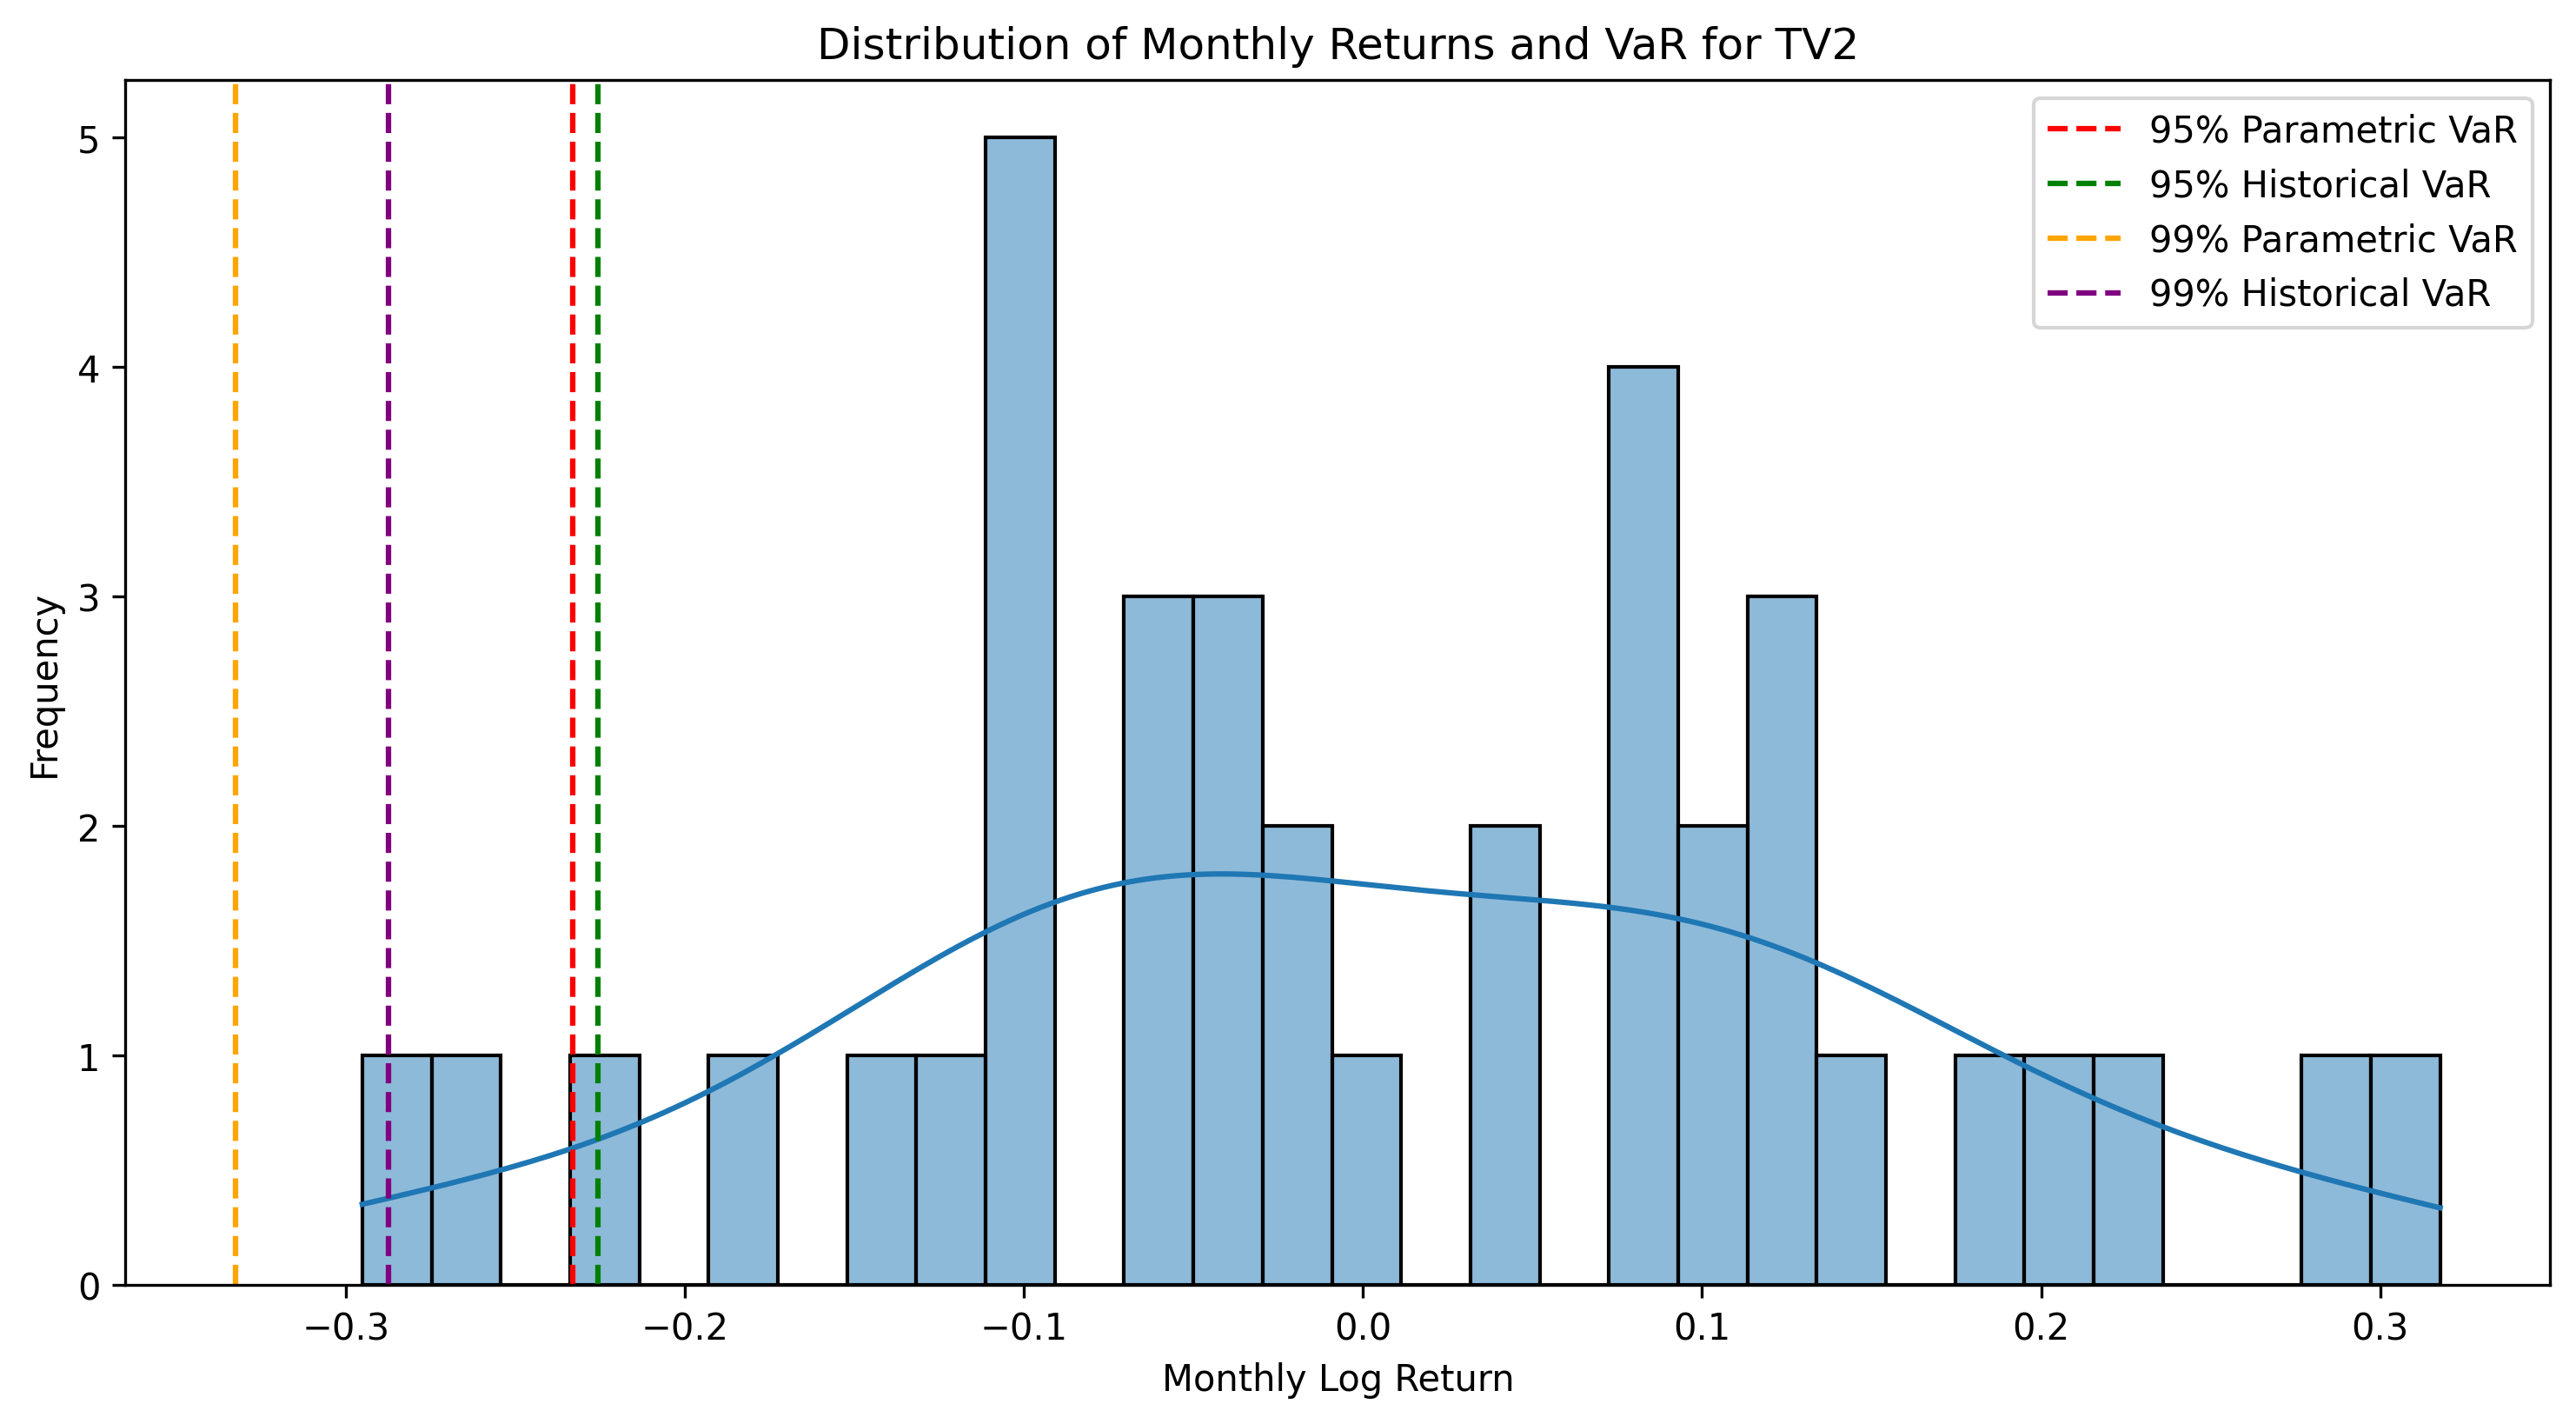 Distribution of Monthly Returns and VaR for TV2
95% Parametric VaR
95% Historical VaR
99% Parametric VaR
99% Historical VaR
Frequency
5
4
3
2
1
0
−0.3 −0.2 −0.1 0.0 0.1 0.2 0.3
Monthly Log Return